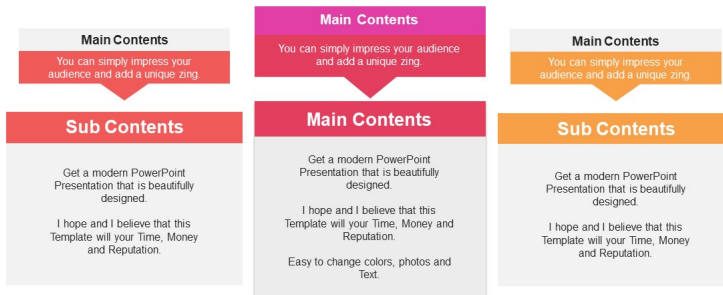 Main Contents
You can simply impress your
audience and add a unique zing.
Sub Contents
Get a modern PowerPoint
Presentation that is beautifully
designed.
I hope and I believe that this
Template will your Time, Money
and Reputation.
Main Contents
You can simply impress your audience
and add a unique zing.
Main Contents
Get a modern PowerPoint
Presentation that is beautifully
designed.
I hope and I believe that this
Template will your Time, Money and
Reputation.
Easy to change colors, photos and
Text.
Main Contents
You can simply impress your
audience and add a unique zing.
Sub Contents
Get a modern PowerPoint
Presentation that is beautifully
designed.
I hope and I believe that this
Template will your Time, Money
and Reputation.